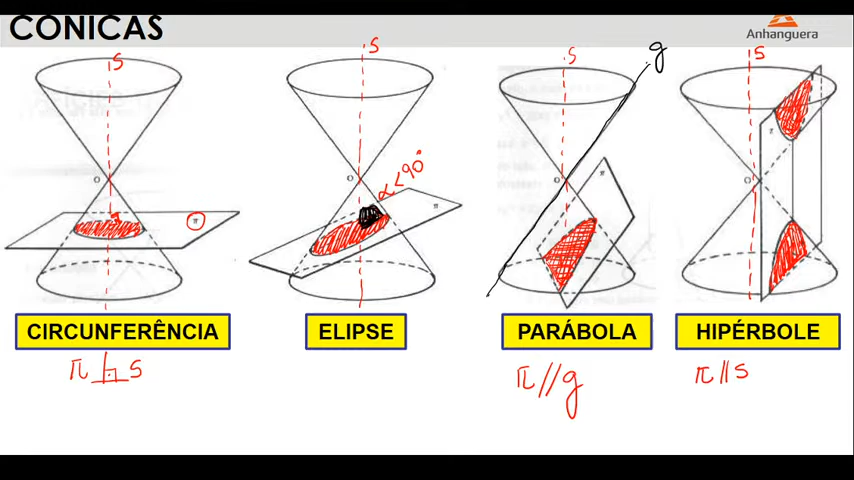 CÔNICAS
Anhanguera
S
O
π
S
O
α<90°
π
S
g
O
π
S
O
π
CIRCUNFERÊNCIA
ELIPSE
PARÁBOLA
HIPÉRBOLE
π ⊥ S
π//g
π//S